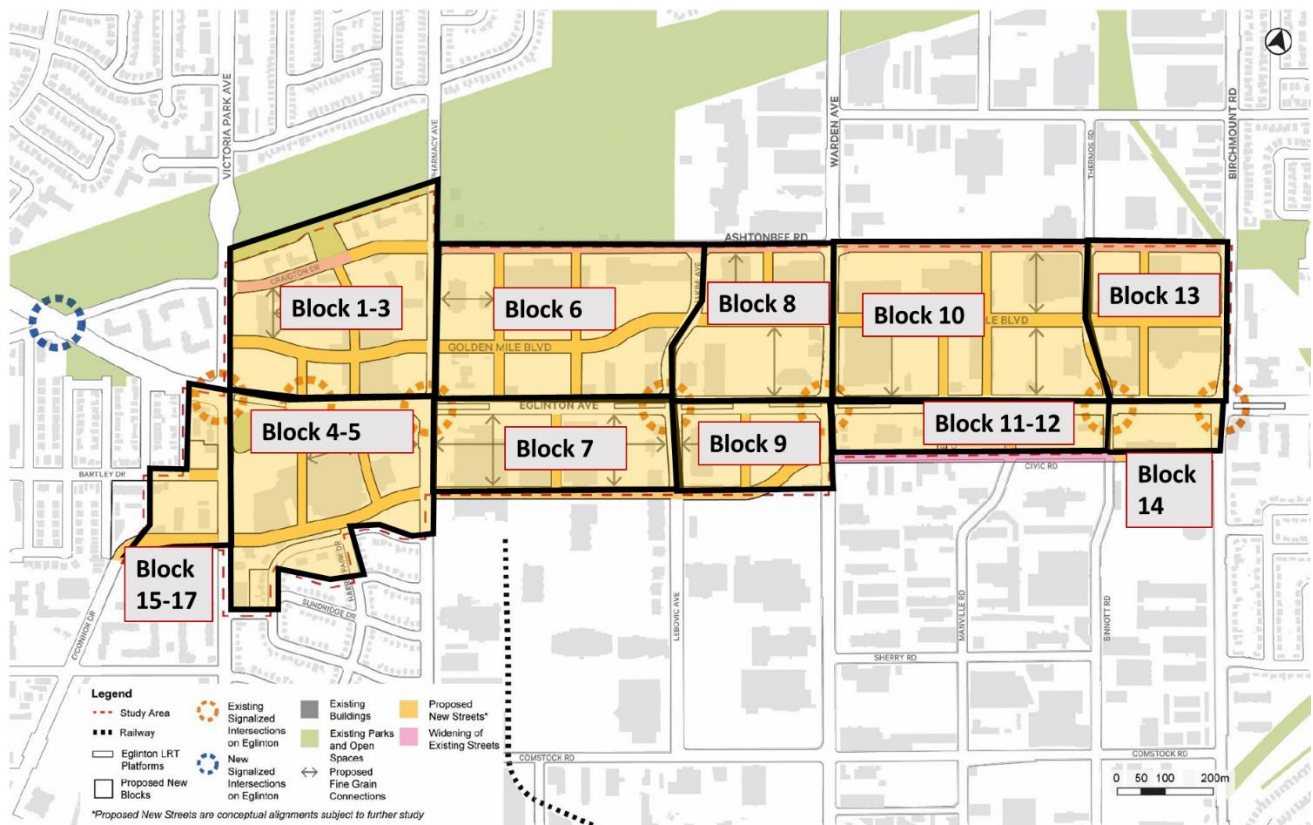 VICTORIA PARK AVE
PHARMACY AVE
WARDEN AVE
THERMOS RD
BIRCHMOUNT RD
ASHTONBEE RD
CRAIGTON DR
Block 1-3
Block 6
Block 8
Block 10
Block 13
GOLDEN MILE BLVD
LE BLVD
EGLINTON AVE
Block 4-5
Block 7
Block 9
Block 11-12
BARTLEY DR
CIVIC RD
Block
14
Block
15-17
SUNDRIDGE DR
O'CONNOR DR
LEBOVIC AVE
MANVILLE RD
SINNOTT RD
SHERRY RD
COMSTOCK RD
COMSTOCK RD
0 50 100 200m
Legend
Study Area
Railway
Eglinton LRT
Platforms
Proposed New
Blocks
Existing
Signalized
Intersections
on Eglinton
New
Signalized
Intersections
on Eglinton
Existing
Buildings
Existing Parks
and Open
Spaces
Proposed
Fine Grain
Connections
Proposed
New Streets*
Widening of
Existing Streets
*Proposed New Streets are conceptual alignments subject to further study